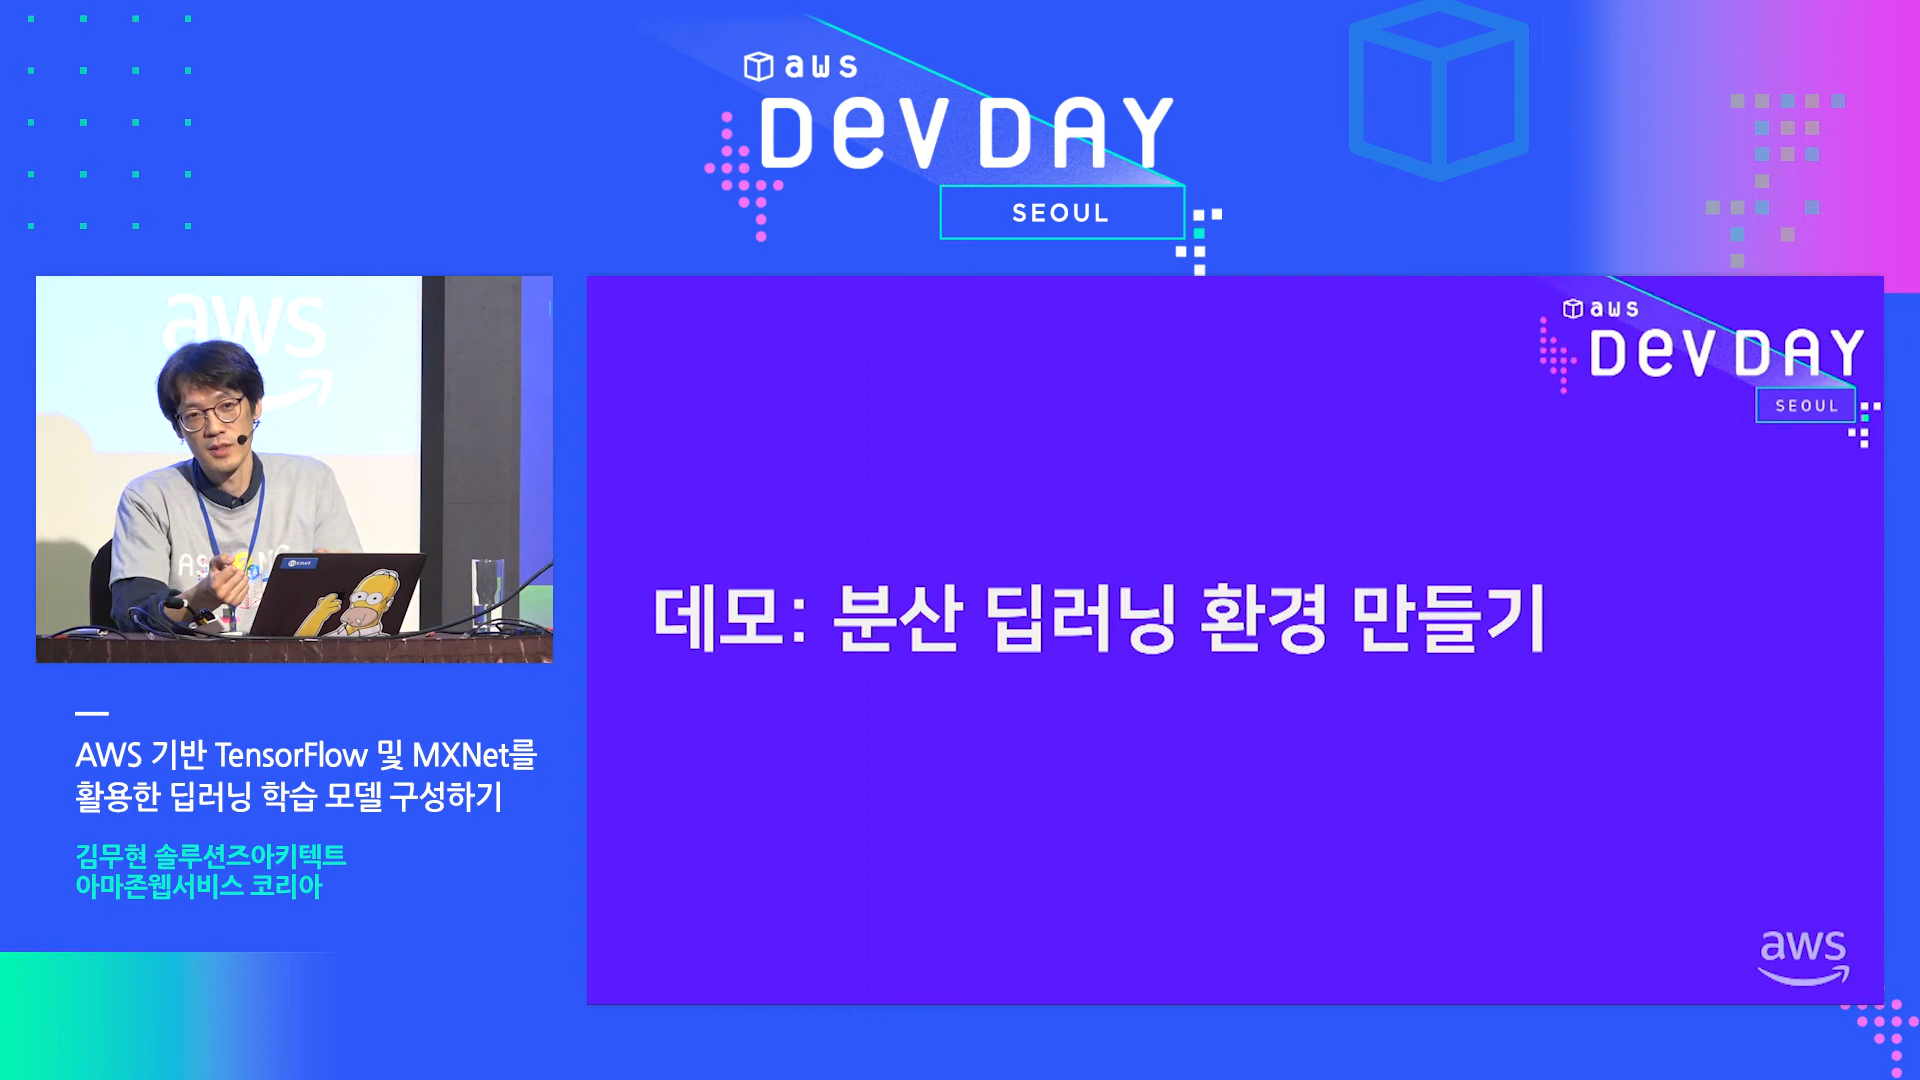 aws
DEV DAY
SEOUL
aws
mxnet
AWS 기반 TensorFlow 및 MXNet를
활용한 딥러닝 학습 모델 구성하기
김무현 솔루션즈아키텍트
아마존웹서비스 코리아
aws
DEV DAY
SEOUL
데모: 분산 딥러닝 환경 만들기
aws